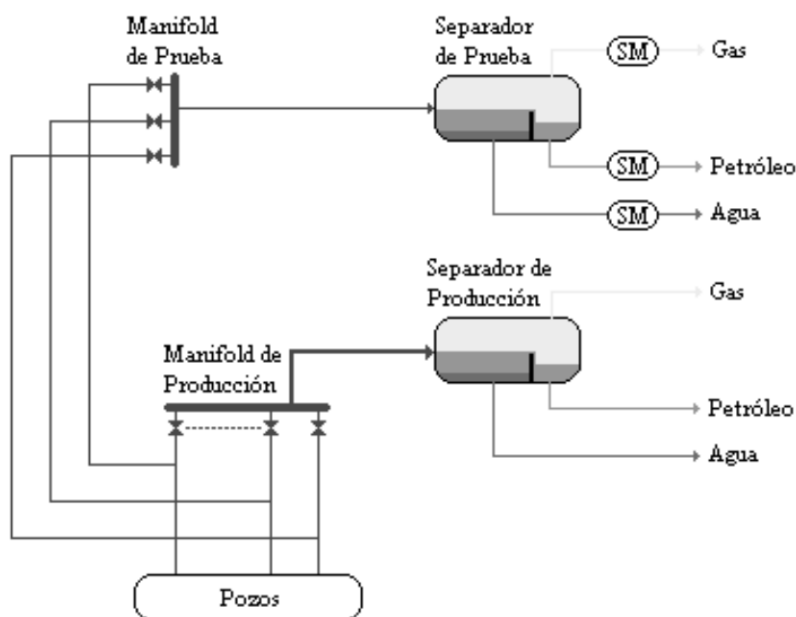 Manifold
de Prueba
Separador
de Prueba
SM
Gas
SM
Petróleo
SM
Agua
Separador de
Producción
Gas
Manifold de
Producción
Petróleo
Agua
Pozos